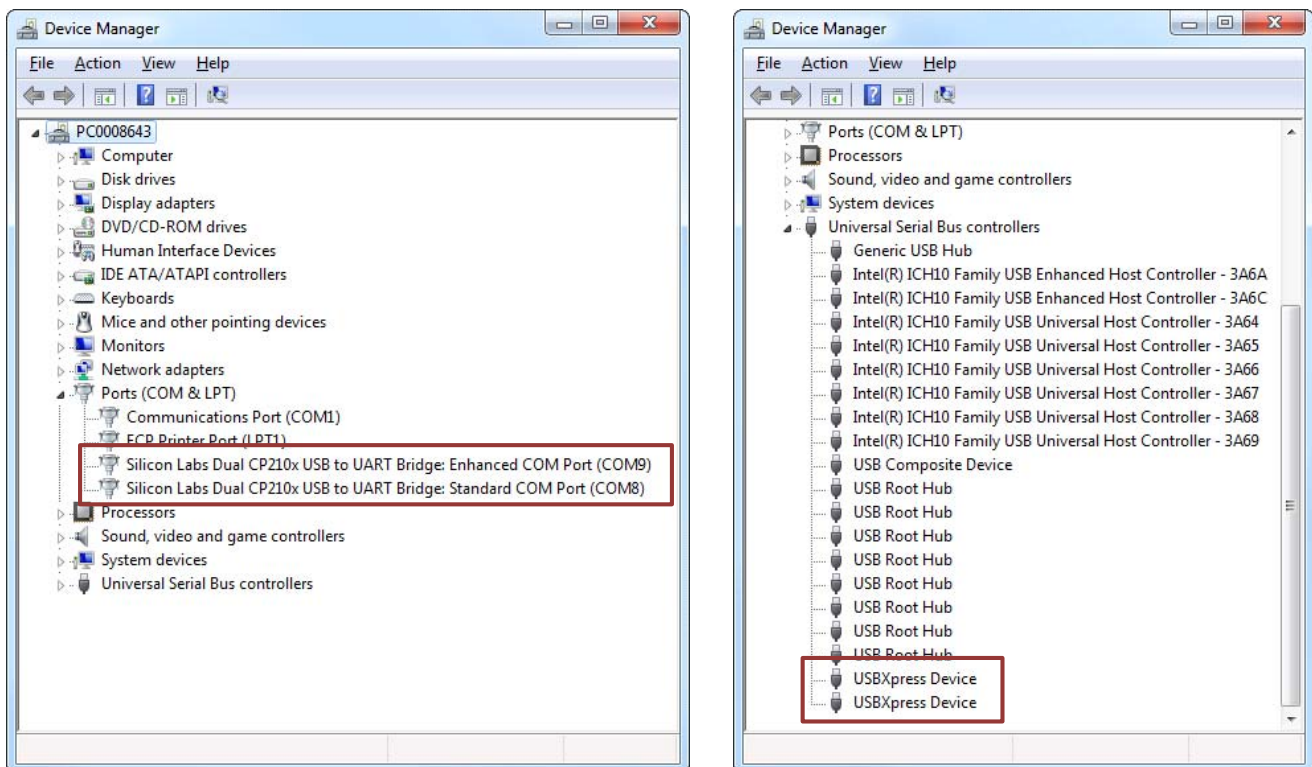 Device Manager
File Action View Help
PC0008643
Computer
Disk drives
Display adapters
DVD/CD-ROM drives
Human Interface Devices
IDE ATA/ATAPI controllers
Keyboards
Mice and other pointing devices
Monitors
Network adapters
Ports (COM & LPT)
Communications Port (COM1)
ECP Printer Port (LPT1)
Silicon Labs Dual CP210x USB to UART Bridge: Enhanced COM Port (COM9)
Silicon Labs Dual CP210x USB to UART Bridge: Standard COM Port (COM8)
Processors
Sound, video and game controllers
System devices
Universal Serial Bus controllers
Device Manager
File Action View Help
Ports (COM & LPT)
Processors
Sound, video and game controllers
System devices
Universal Serial Bus controllers
Generic USB Hub
Intel(R) ICH10 Family USB Enhanced Host Controller - 3A6A
Intel(R) ICH10 Family USB Enhanced Host Controller - 3A6C
Intel(R) ICH10 Family USB Universal Host Controller - 3A64
Intel(R) ICH10 Family USB Universal Host Controller - 3A65
Intel(R) ICH10 Family USB Universal Host Controller - 3A66
Intel(R) ICH10 Family USB Universal Host Controller - 3A67
Intel(R) ICH10 Family USB Universal Host Controller - 3A68
Intel(R) ICH10 Family USB Universal Host Controller - 3A69
USB Composite Device
USB Root Hub
USB Root Hub
USB Root Hub
USB Root Hub
USB Root Hub
USB Root Hub
USB Root Hub
USB Root Hub
USBXpress Device
USBXpress Device